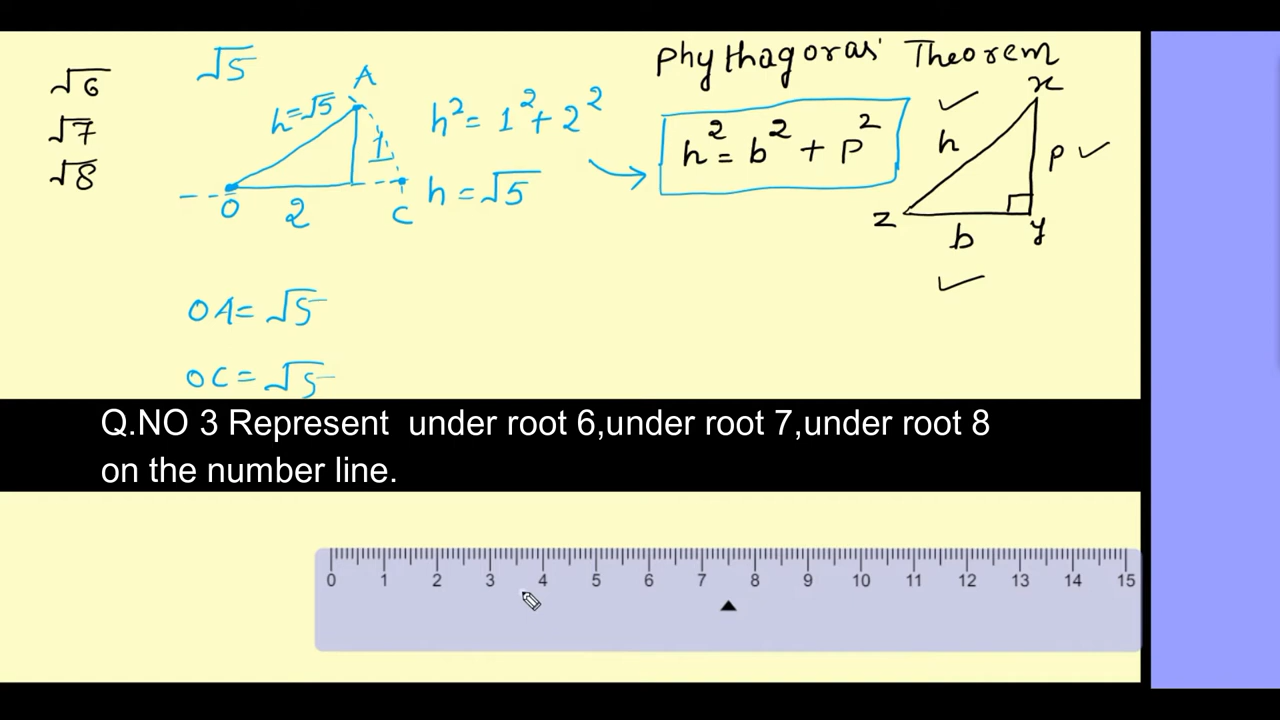 √6
√7
√8
√5
A
h=√5
1
O
2
C
h²= 1²+ 2²
h = √5
OA= √5
OC= √5
Phythagoras' Theorem
h²= b² + P²
x
h
P
z
b
y
Q.NO 3 Represent under root 6,under root 7,under root 8
on the number line.
0 1 2 3 4 5 6 7 8 9 10 11 12 13 14 15